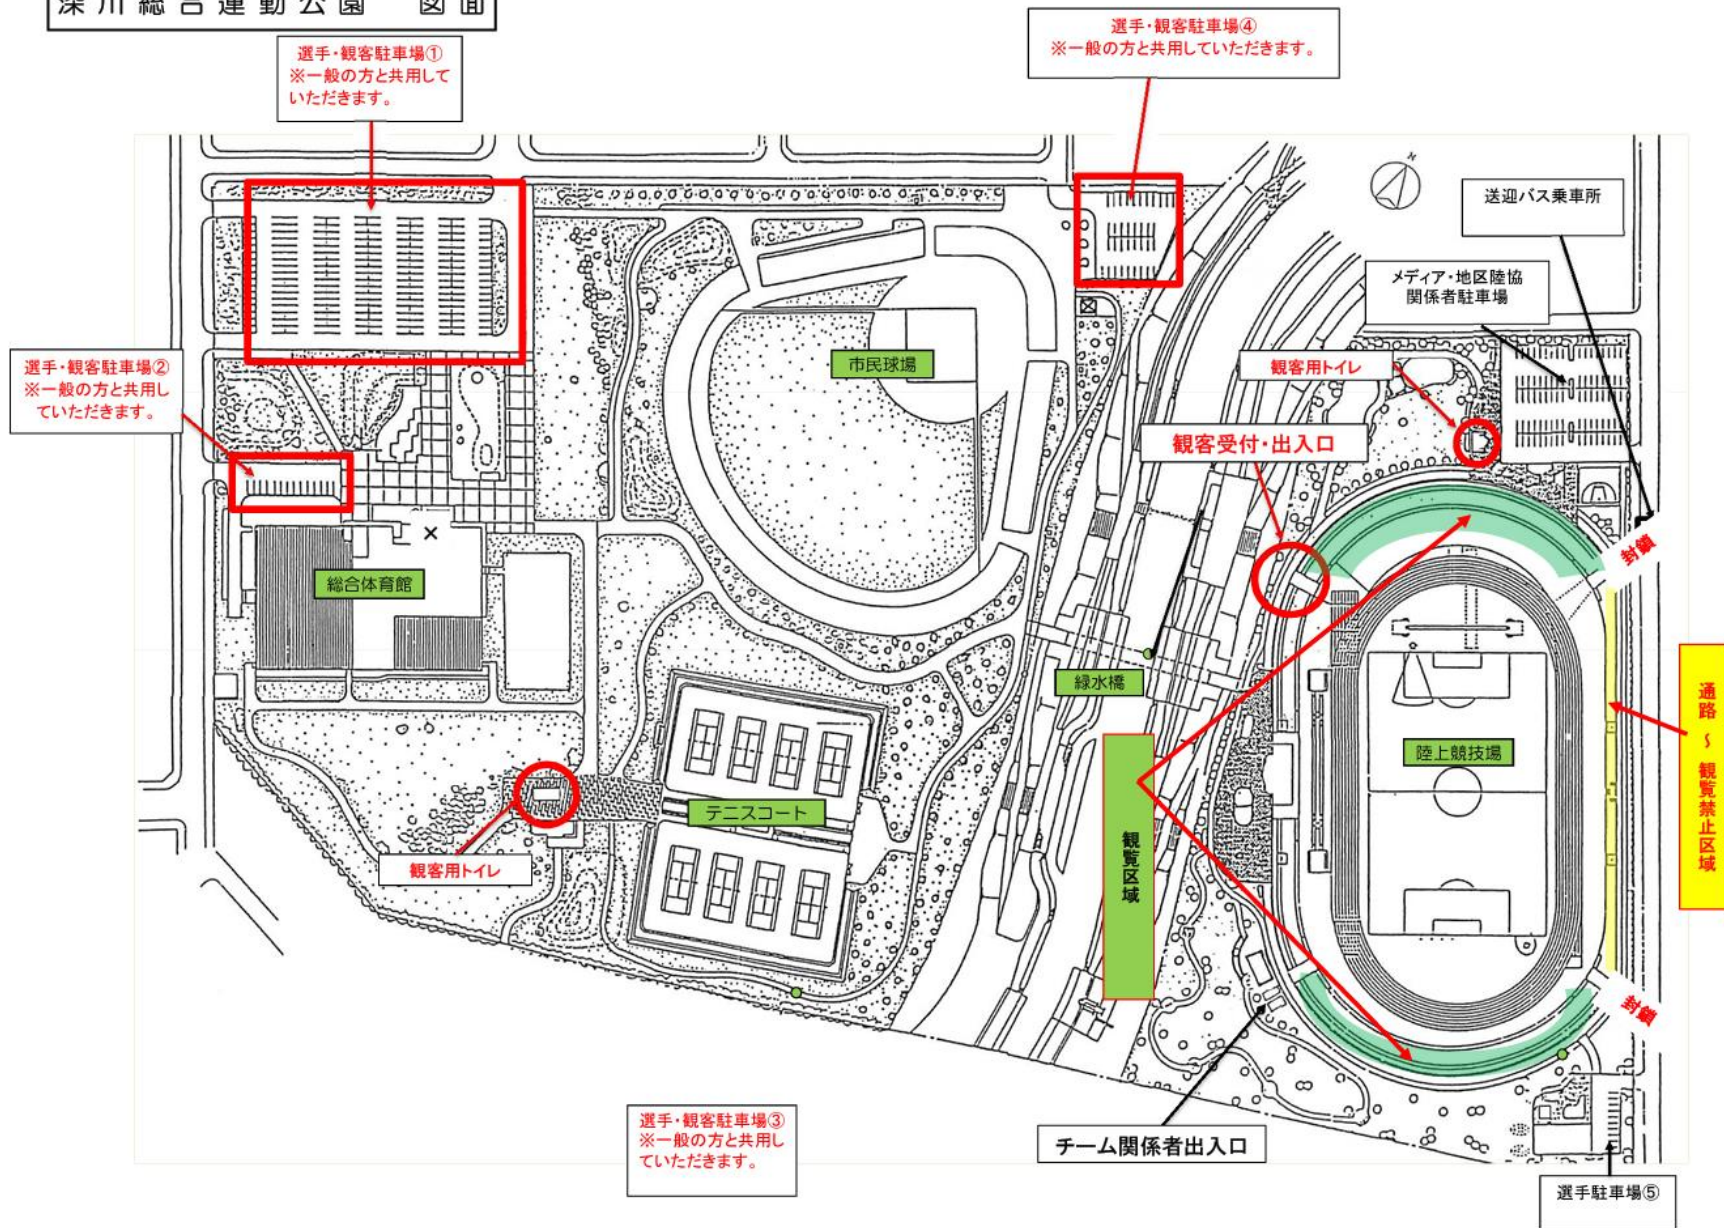 深川総合運動公園　図面
選手・観客駐車場①
※一般の方と共用して
いただきます。
選手・観客駐車場④
※一般の方と共用していただきます。
N
送迎バス乗車所
メディア・地区陸協
関係者駐車場
選手・観客駐車場②
※一般の方と共用し
ていただきます。
市民球場
観客用トイレ
観客受付・出入口
封鎖
総合体育館
緑水橋
通路～観覧禁止区域
陸上競技場
テニスコート
観客用トイレ
観覧区域
封鎖
選手・観客駐車場③
※一般の方と共用し
ていただきます。
チーム関係者出入口
選手駐車場⑤